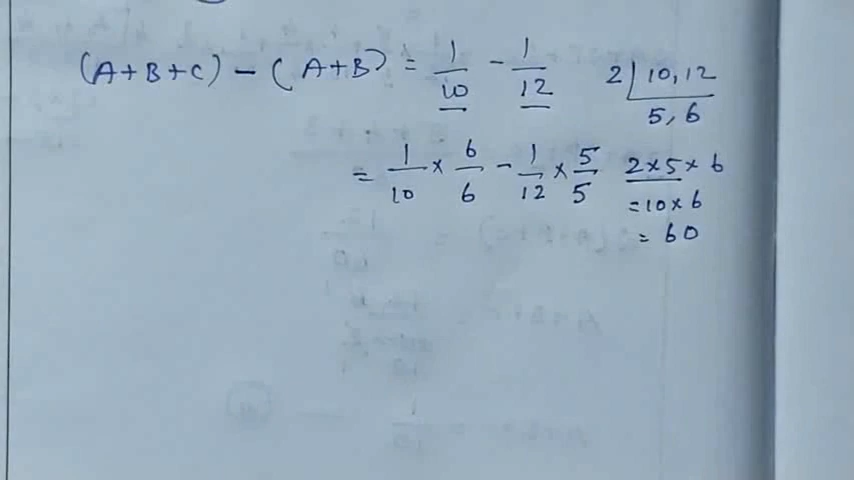 (A+B+C) - (A+B) = 1/10 - 1/12
2 | 10, 12
5, 6
= 1/10 × 6/6 - 1/12 × 5/5
2 × 5 × 6
= 10 × 6
= 60